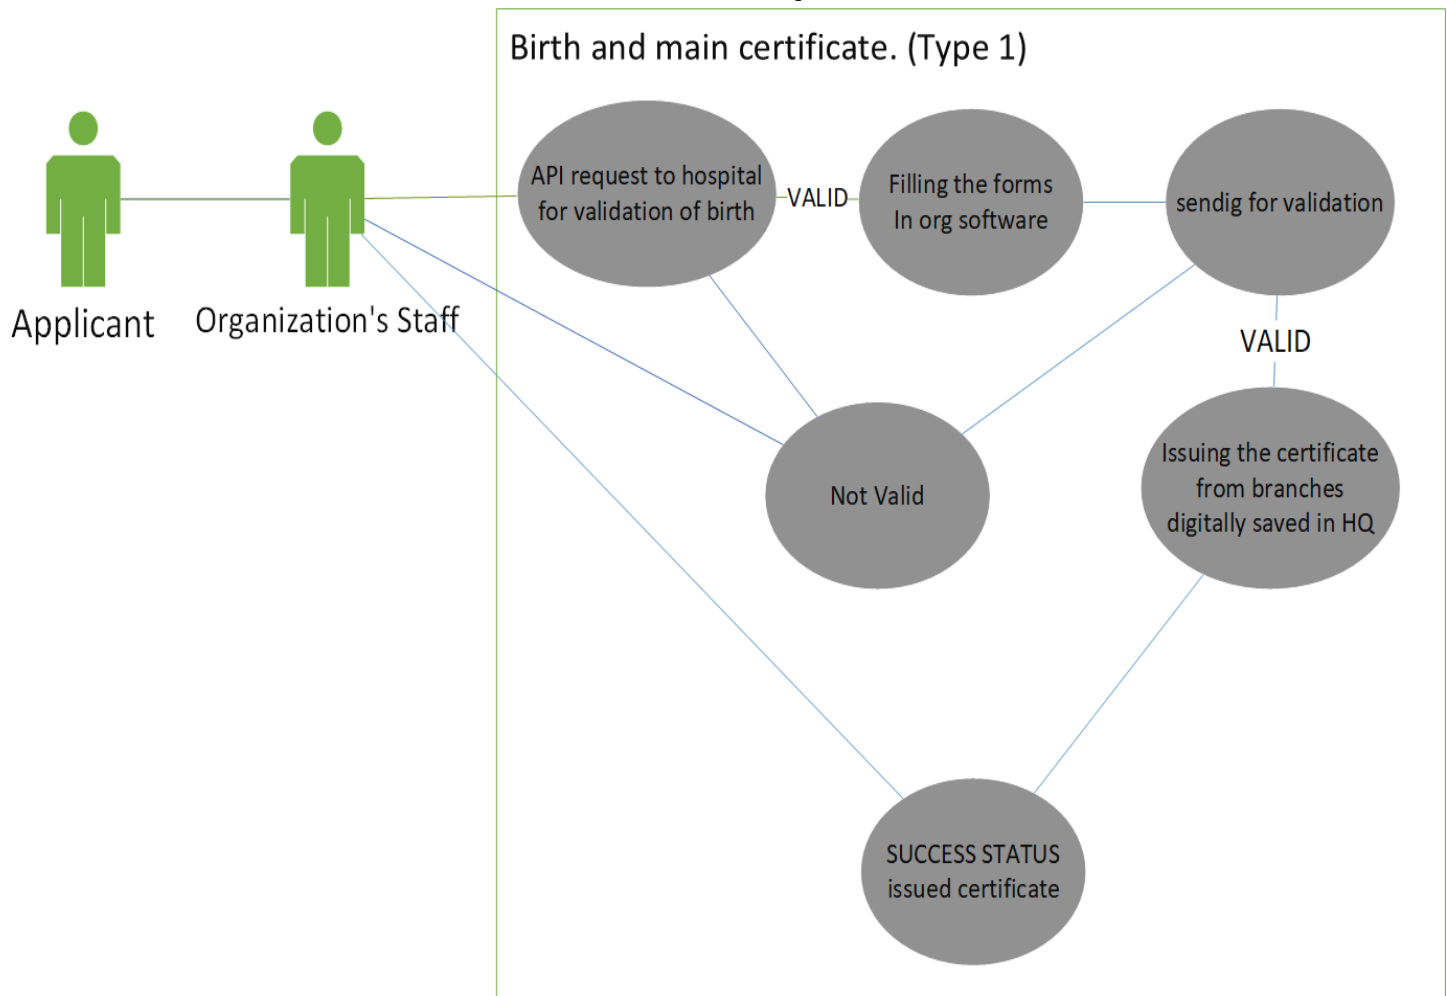 Birth and main certificate. (Type 1)
API request to hospital
for validation of birth
VALID
Filling the forms
In org software
sendig for validation
Applicant
Organization's Staff
VALID
Not Valid
Issuing the certificate
from branches
digitally saved in HQ
SUCCESS STATUS
issued certificate